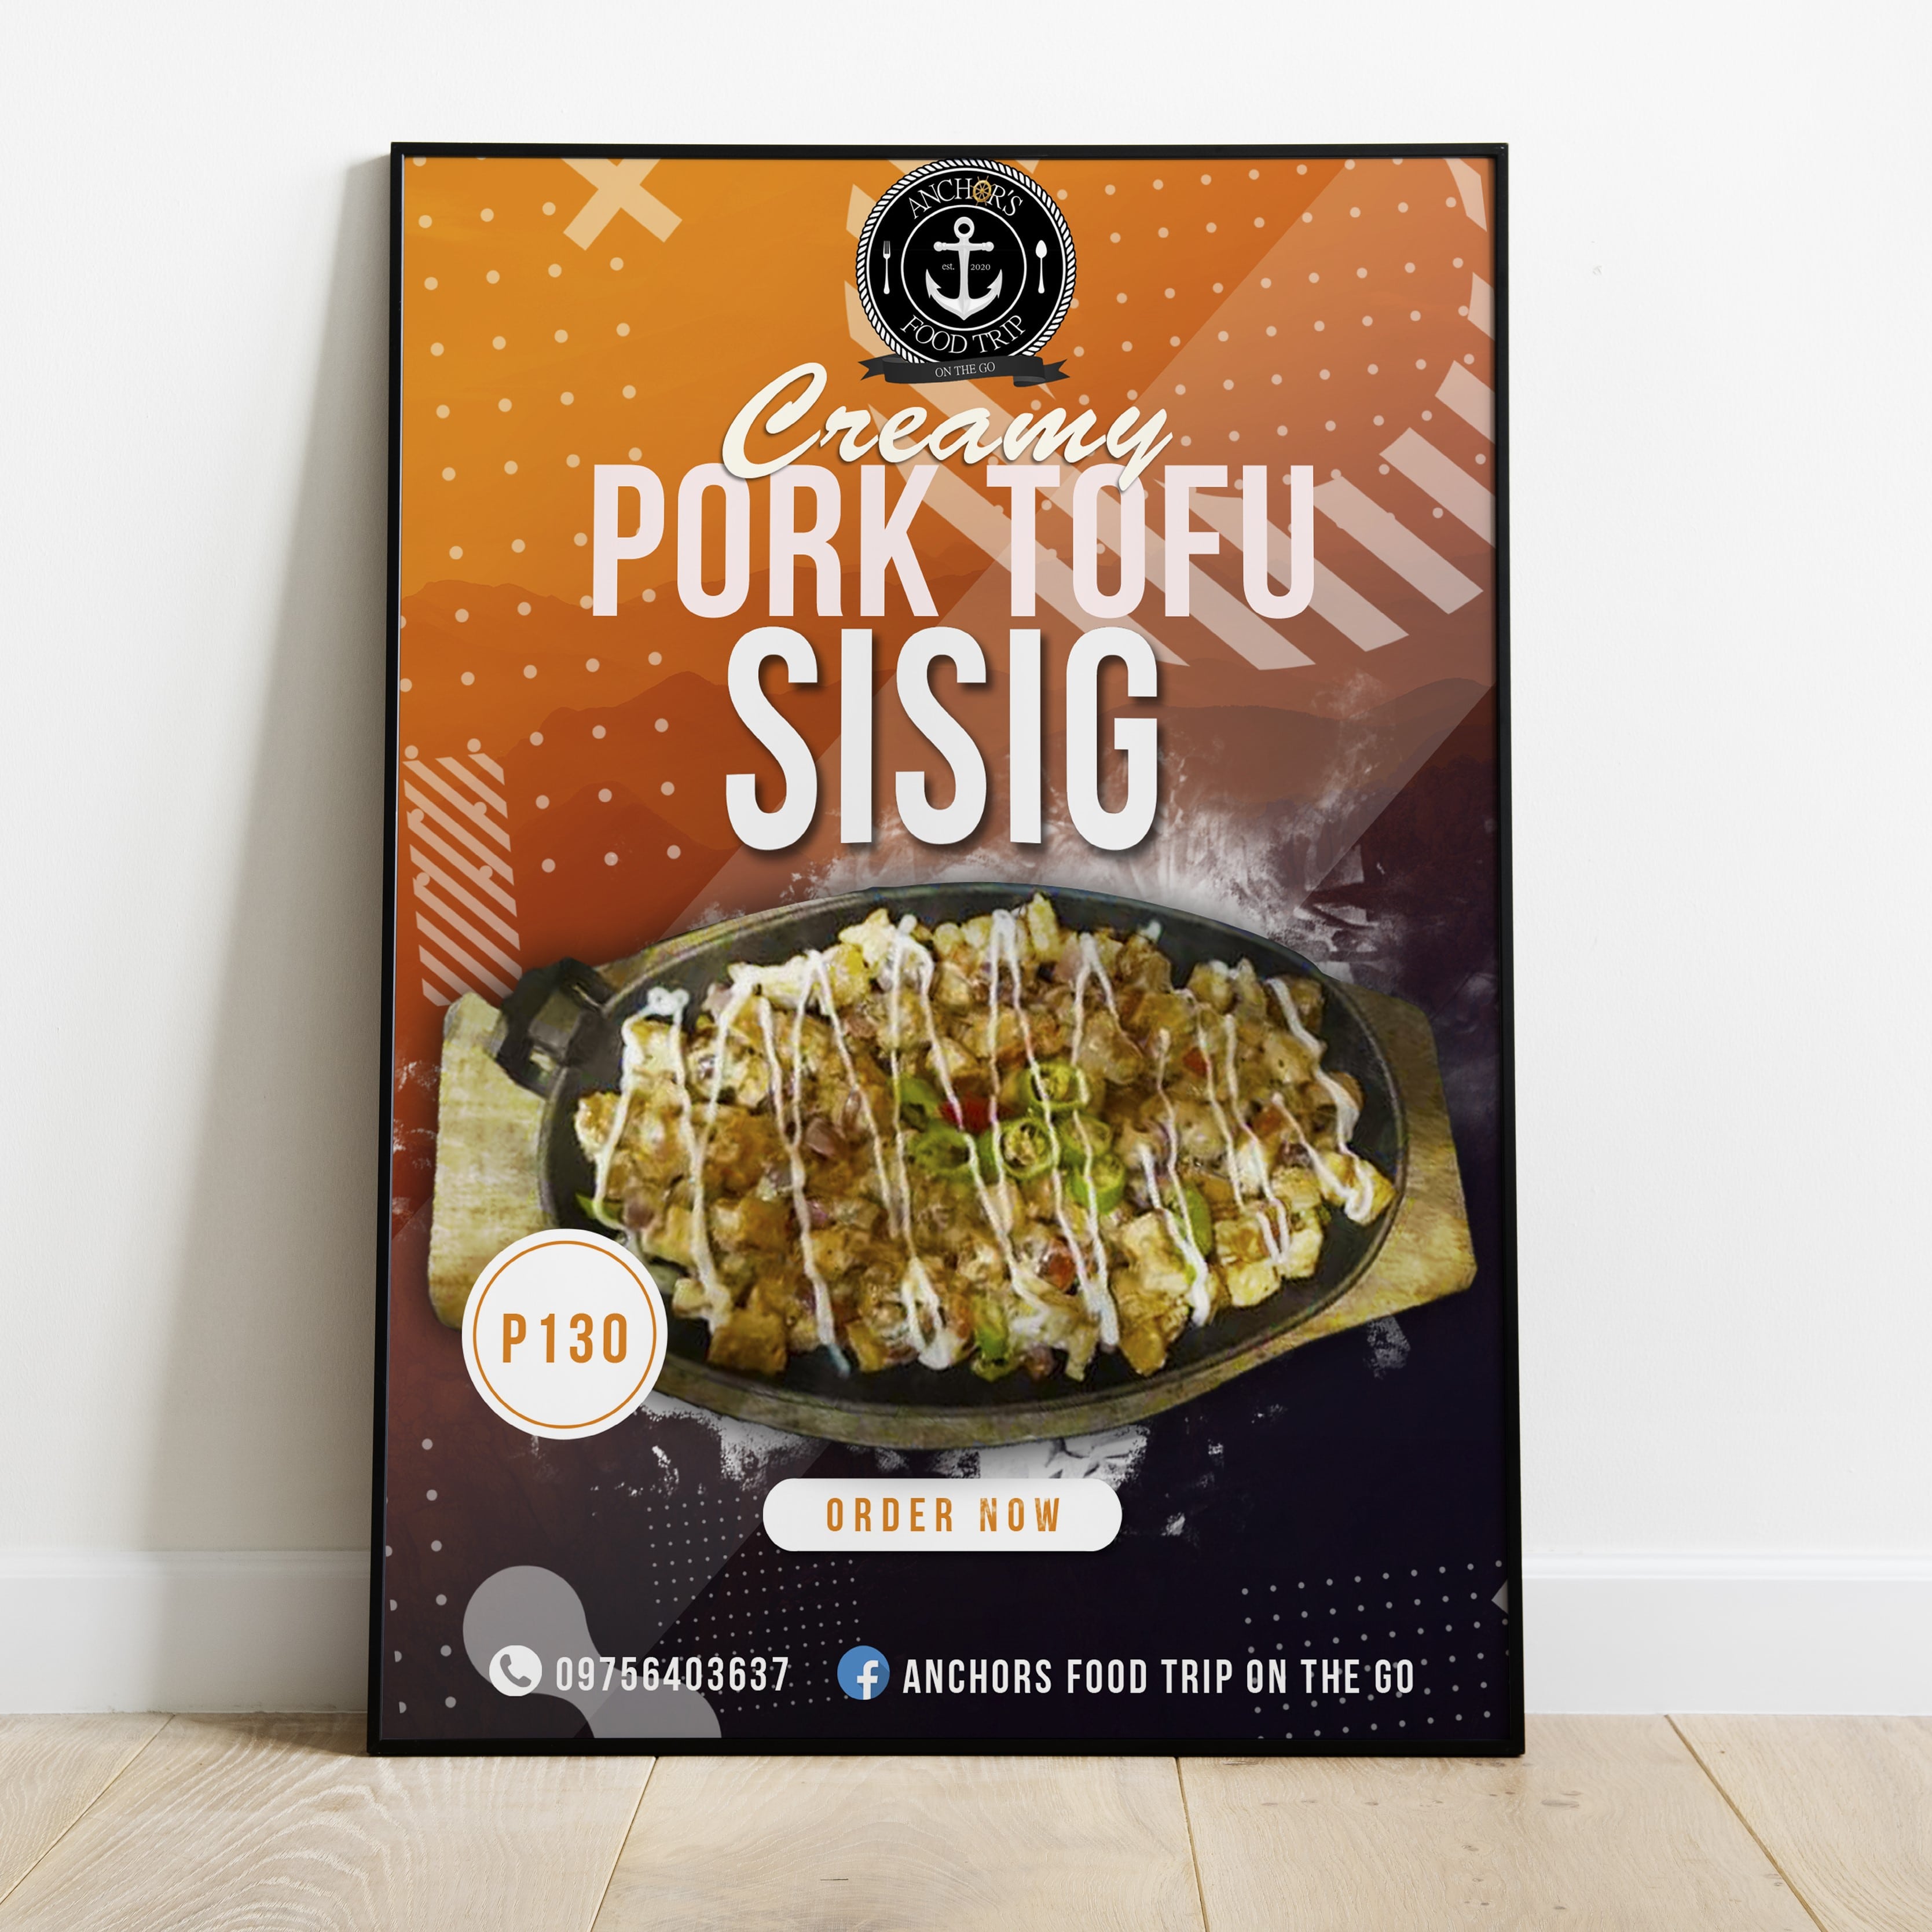 ANCHOR'S
est. 2020
FOOD TRIP
ON THE GO
Creamy
PORK TOFU
SISIG
P130
ORDER NOW
09756403637 ANCHORS FOOD TRIP ON THE GO